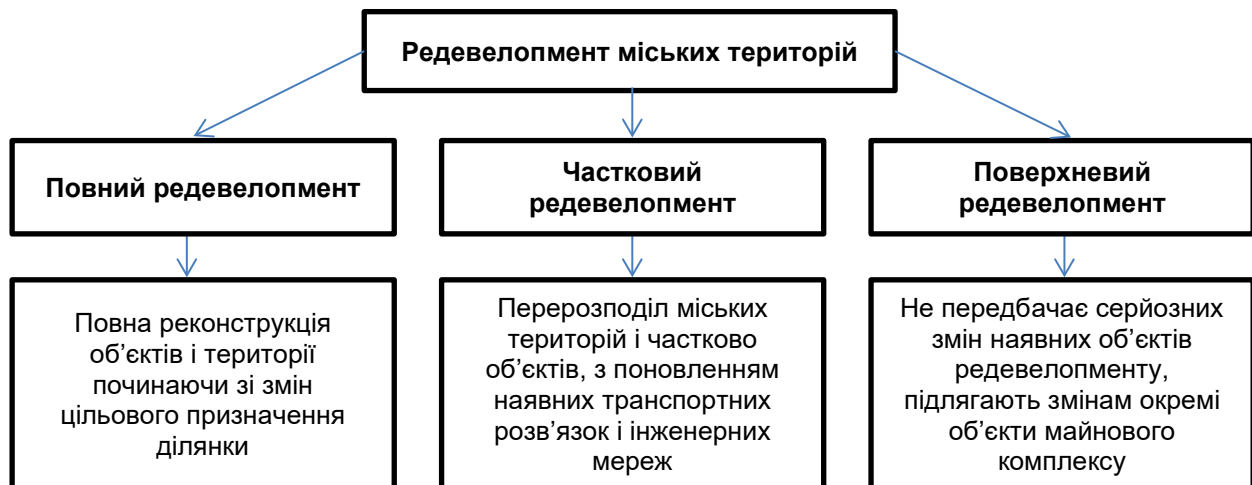 Редевелопмент міських територій
Повний редевелопмент
Частковий
редевелопмент
Поверхневий
редевелопмент
Повна реконструкція
об’єктів і території
починаючи зі змін
цільового призначення
ділянки
Перерозподіл міських
територій і частково
об’єктів, з поновленням
наявних транспортних
розв’язок і інженерних
мереж
Не передбачає серйозних
змін наявних об’єктів
редевелопменту,
підлягають змінам окремі
об’єкти майнового
комплексу